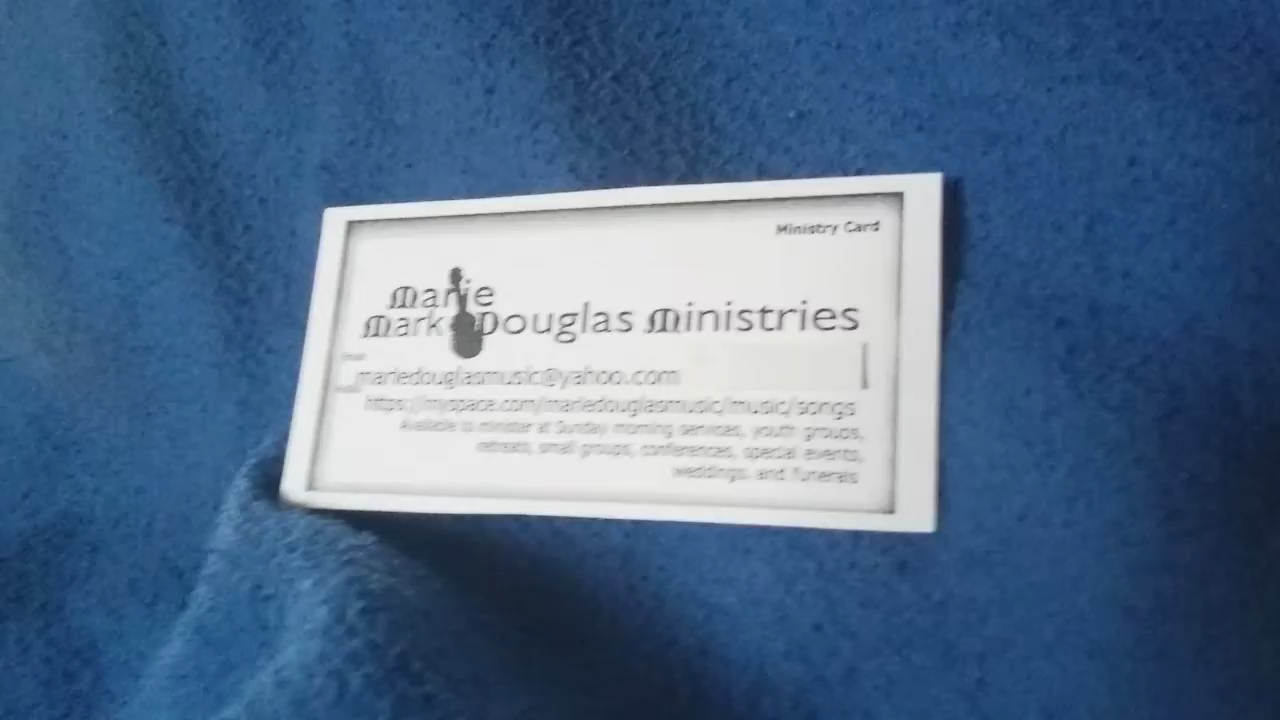 Ministry Card
Marie
Mark Douglas Ministries
mariedouglasmusic@yahoo.com
https://myspace.com/mariedouglasmusic/music/songs
Available to minister at Sunday morning services, youth groups,
retreats, small groups, conferences, special events,
weddings, and funerals